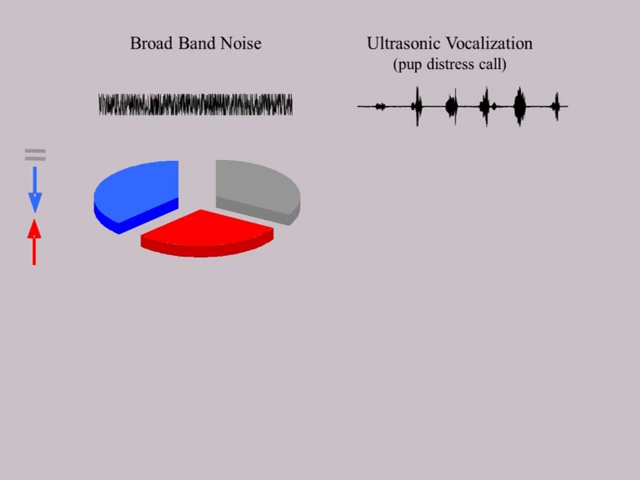 Broad Band Noise
Ultrasonic Vocalization
(pup distress call)